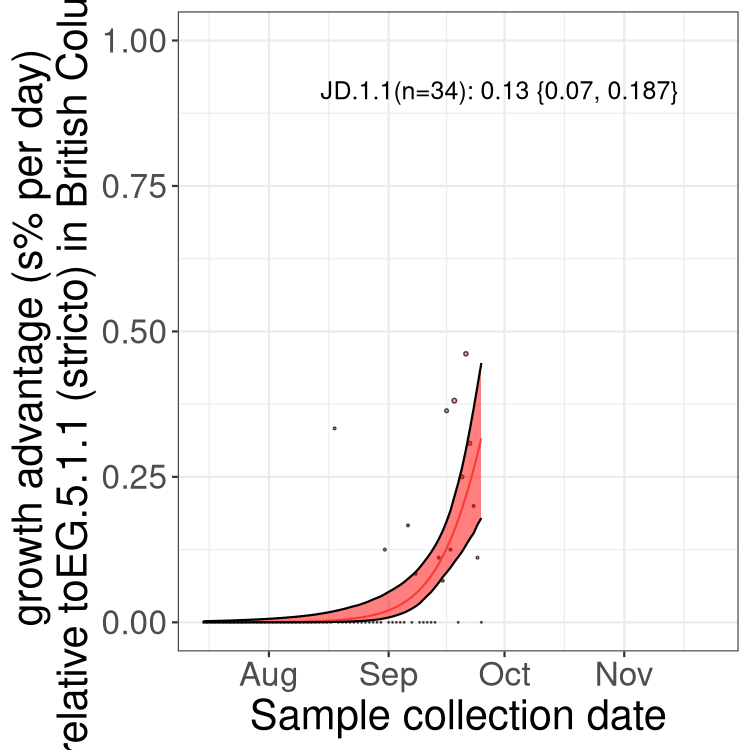 growth advantage (s% per day)
relative toEG.5.1.1 (stricto) in British Colu
1.00
0.75
0.50
0.25
0.00
JD.1.1(n=34): 0.13 {0.07, 0.187}
Aug Sep Oct Nov
Sample collection date